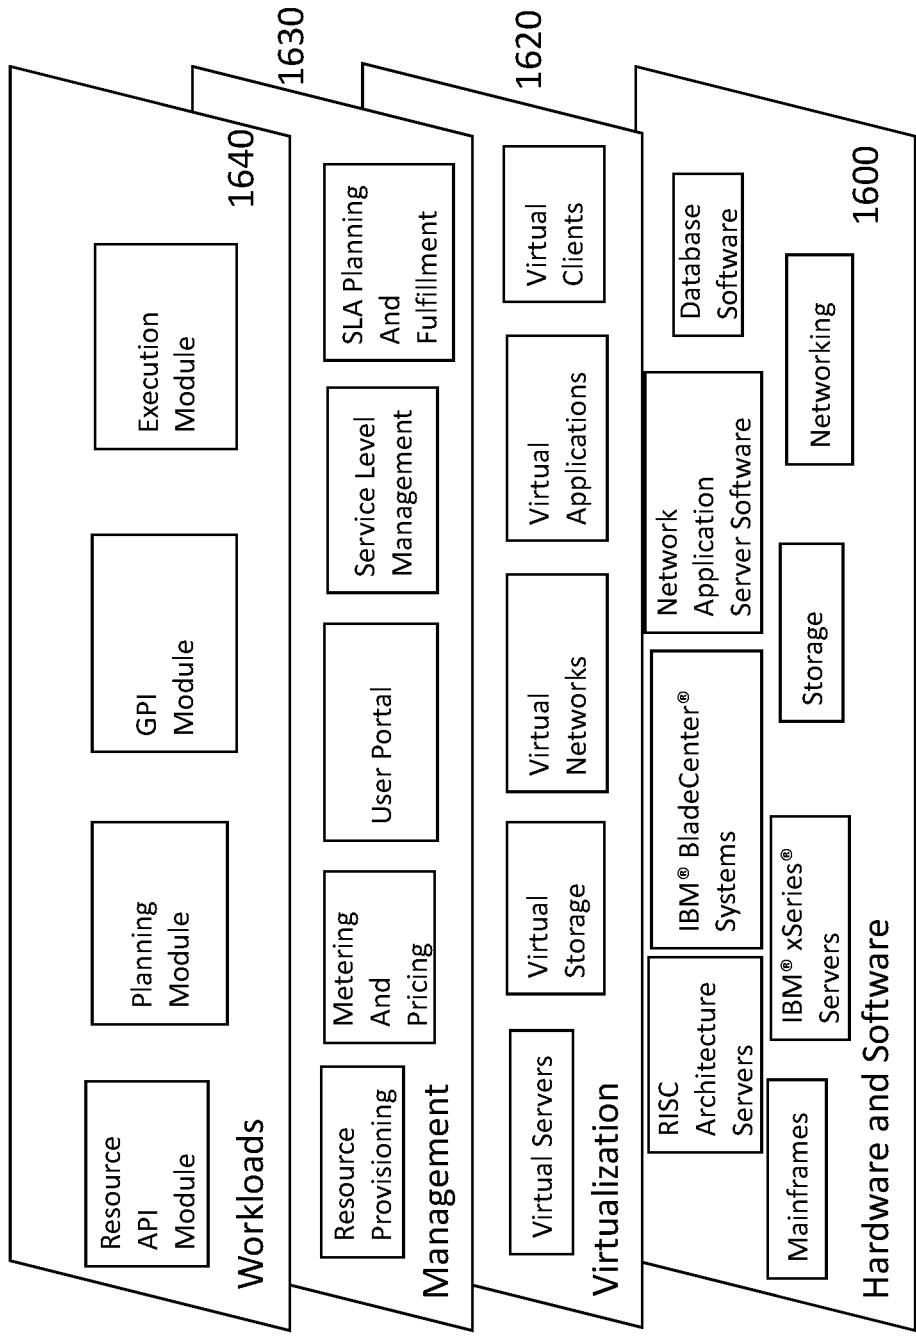 Resource
API
Module
Planning
Module
GPI
Module
Execution
Module
Workloads
1640
1630
Resource
Provisioning
Metering
And
Pricing
User Portal
Service Level
Management
SLA Planning
And
Fulfillment
Management
1620
Virtual Servers
Virtual
Storage
Virtual
Networks
Virtual
Applications
Virtual
Clients
Virtualization
RISC
Architecture
Servers
IBM® BladeCenter®
Systems
Network
Application
Server Software
Database
Software
Mainframes
IBM® xSeries®
Servers
Storage
Networking
Hardware and Software
1600